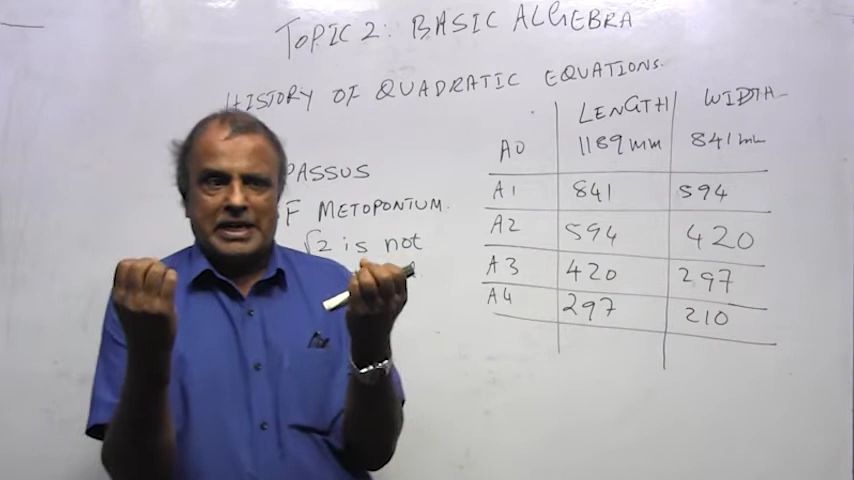 TOPIC 2: BASIC ALGEBRA
HISTORY OF QUADRATIC EQUATIONS.
PASSUS
F METOPONTIUM.
√2 is not
LENGTH WIDTH
A0 1189mm 841mm
A1 841 594
A2 594 420
A3 420 297
A4 297 210